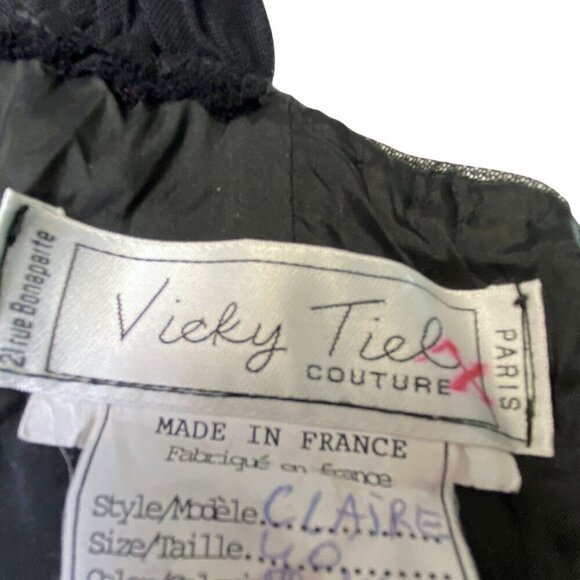 21 rue Bonaparte
Vicky Tiel
COUTURE
PARIS
MADE IN FRANCE
Fabriqué en france
Style/Modèle....CLAIRE
Size/Taille...40